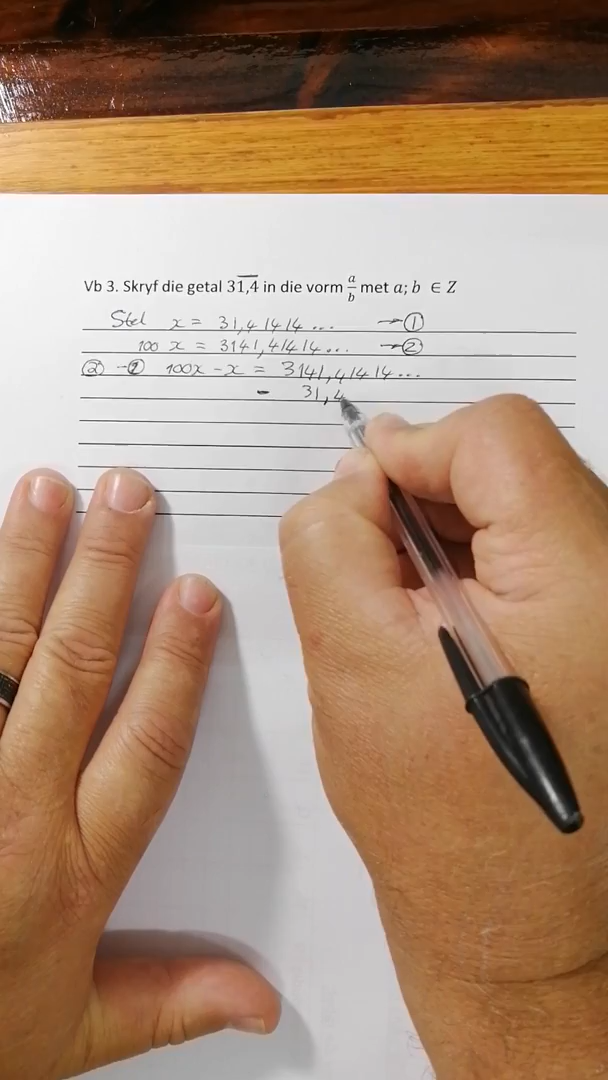 Vb 3. Skryf die getal 31,4̅ in die vorm a/b met a; b ∈ Z
Stel x = 31,41414... → ①
100 x = 3141,41414... → ②
② - ① 100x - x = 3141,41414...
- 31,4